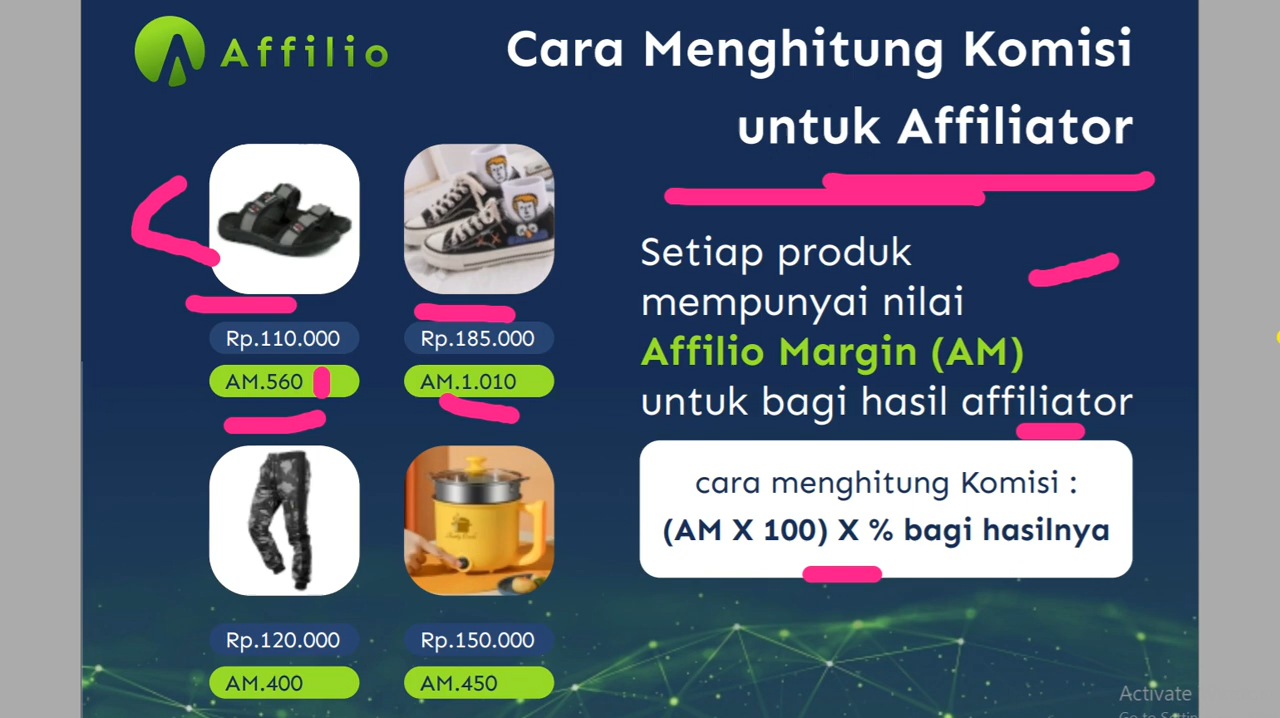 Affilio
Cara Menghitung Komisi
untuk Affiliator
Rp.110.000
Rp.185.000
AM.560
AM.1.010
Rp.120.000
Rp.150.000
AM.400
AM.450
Setiap produk
mempunyai nilai
Affilio Margin (AM)
untuk bagi hasil affiliator
cara menghitung Komisi :
(AM X 100) X % bagi hasilnya
Activate